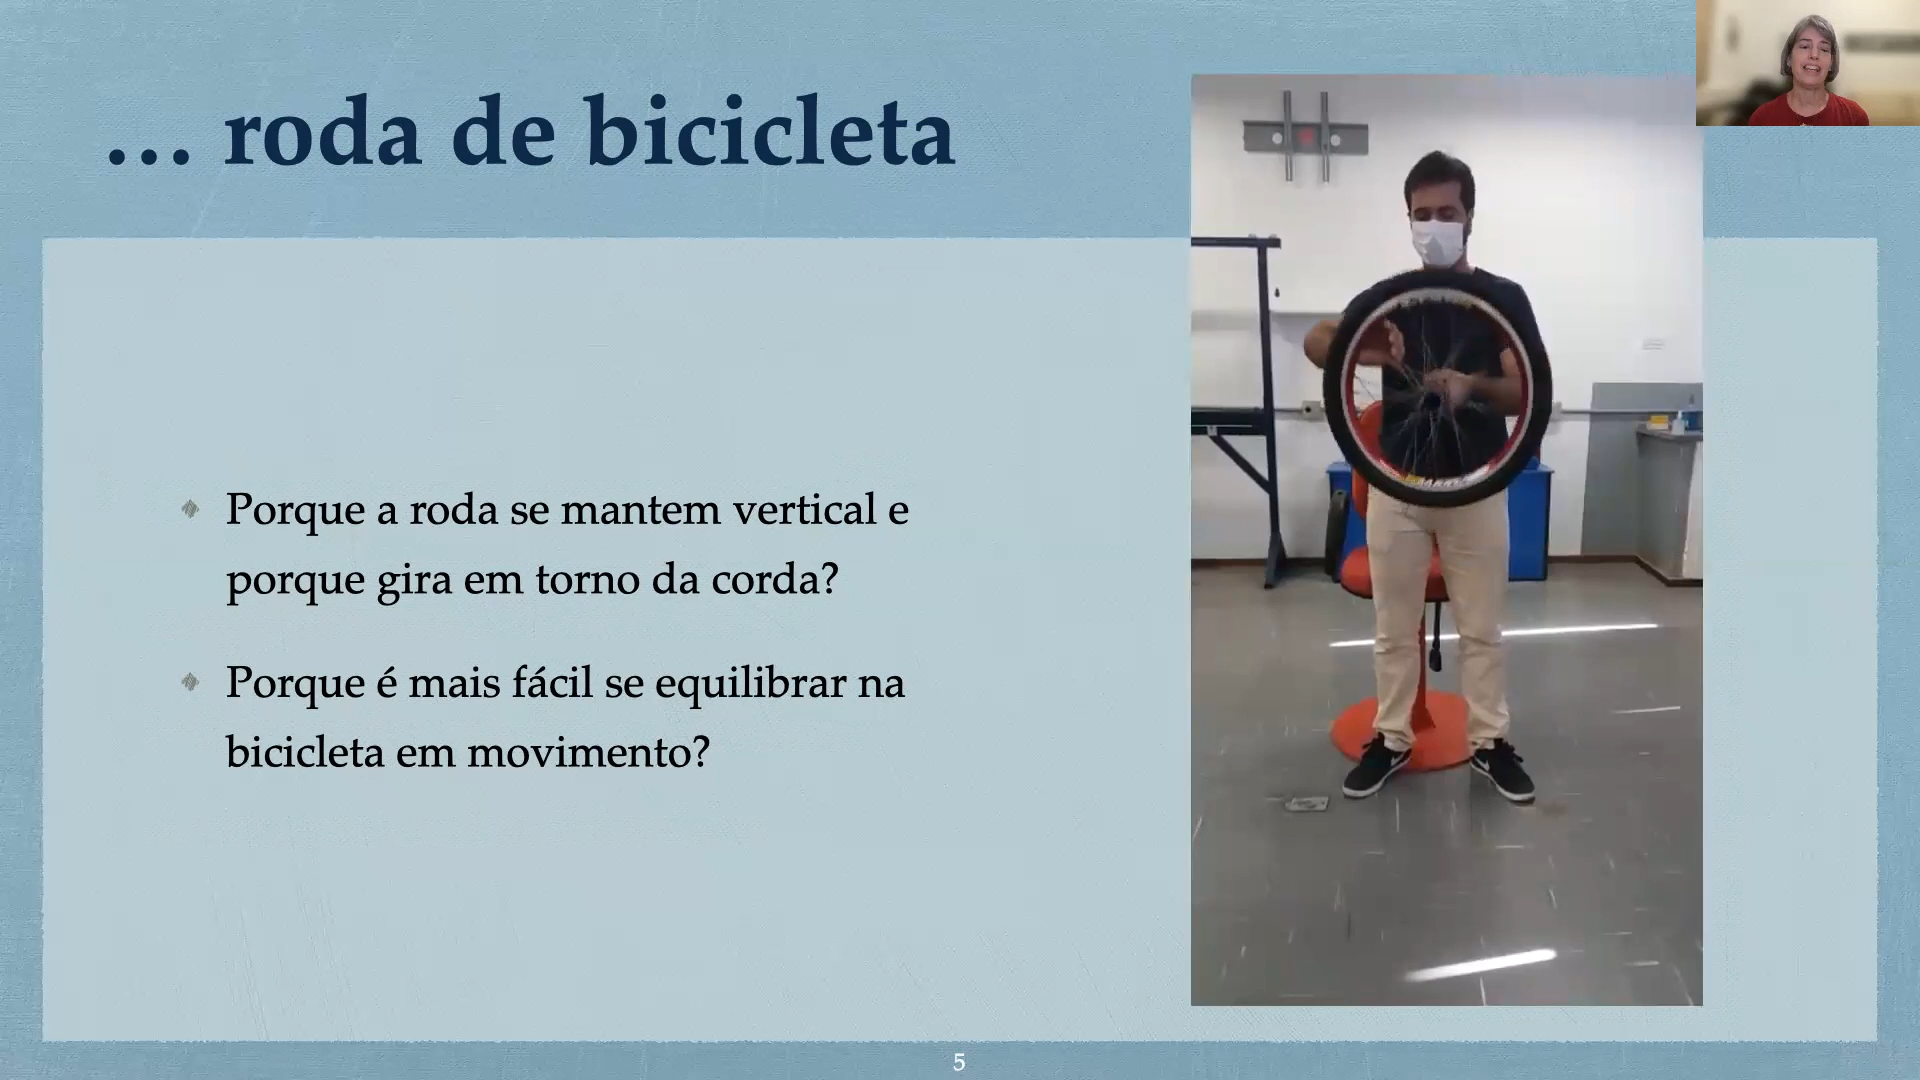 ... roda de bicicleta
Porque a roda se mantem vertical e
porque gira em torno da corda?
Porque é mais fácil se equilibrar na
bicicleta em movimento?
5